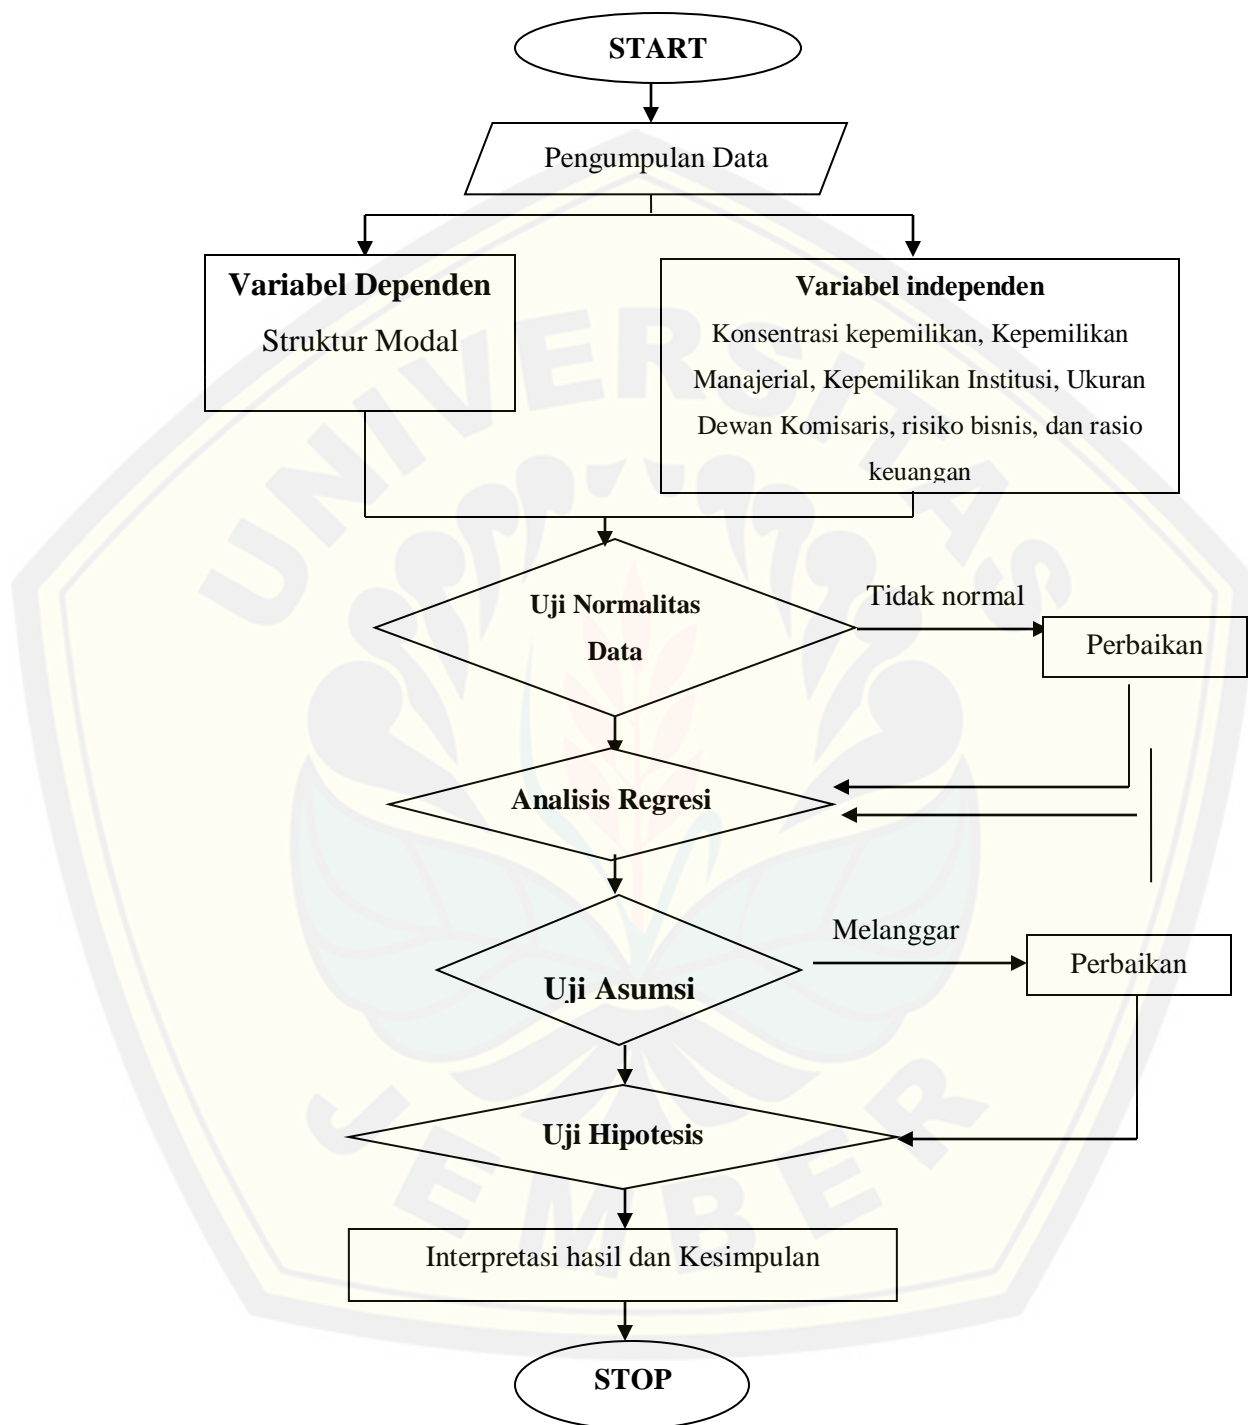 START
Pengumpulan Data
Variabel Dependen
Struktur Modal
Variabel independen
Konsentrasi kepemilikan, Kepemilikan
Manajerial, Kepemilikan Institusi, Ukuran
Dewan Komisaris, risiko bisnis, dan rasio
keuangan
Uji Normalitas
Data
Tidak normal
Perbaikan
Analisis Regresi
Melanggar
Perbaikan
Uji Asumsi
Uji Hipotesis
Interpretasi hasil dan Kesimpulan
STOP
UNIVERSITAS
JEMBER